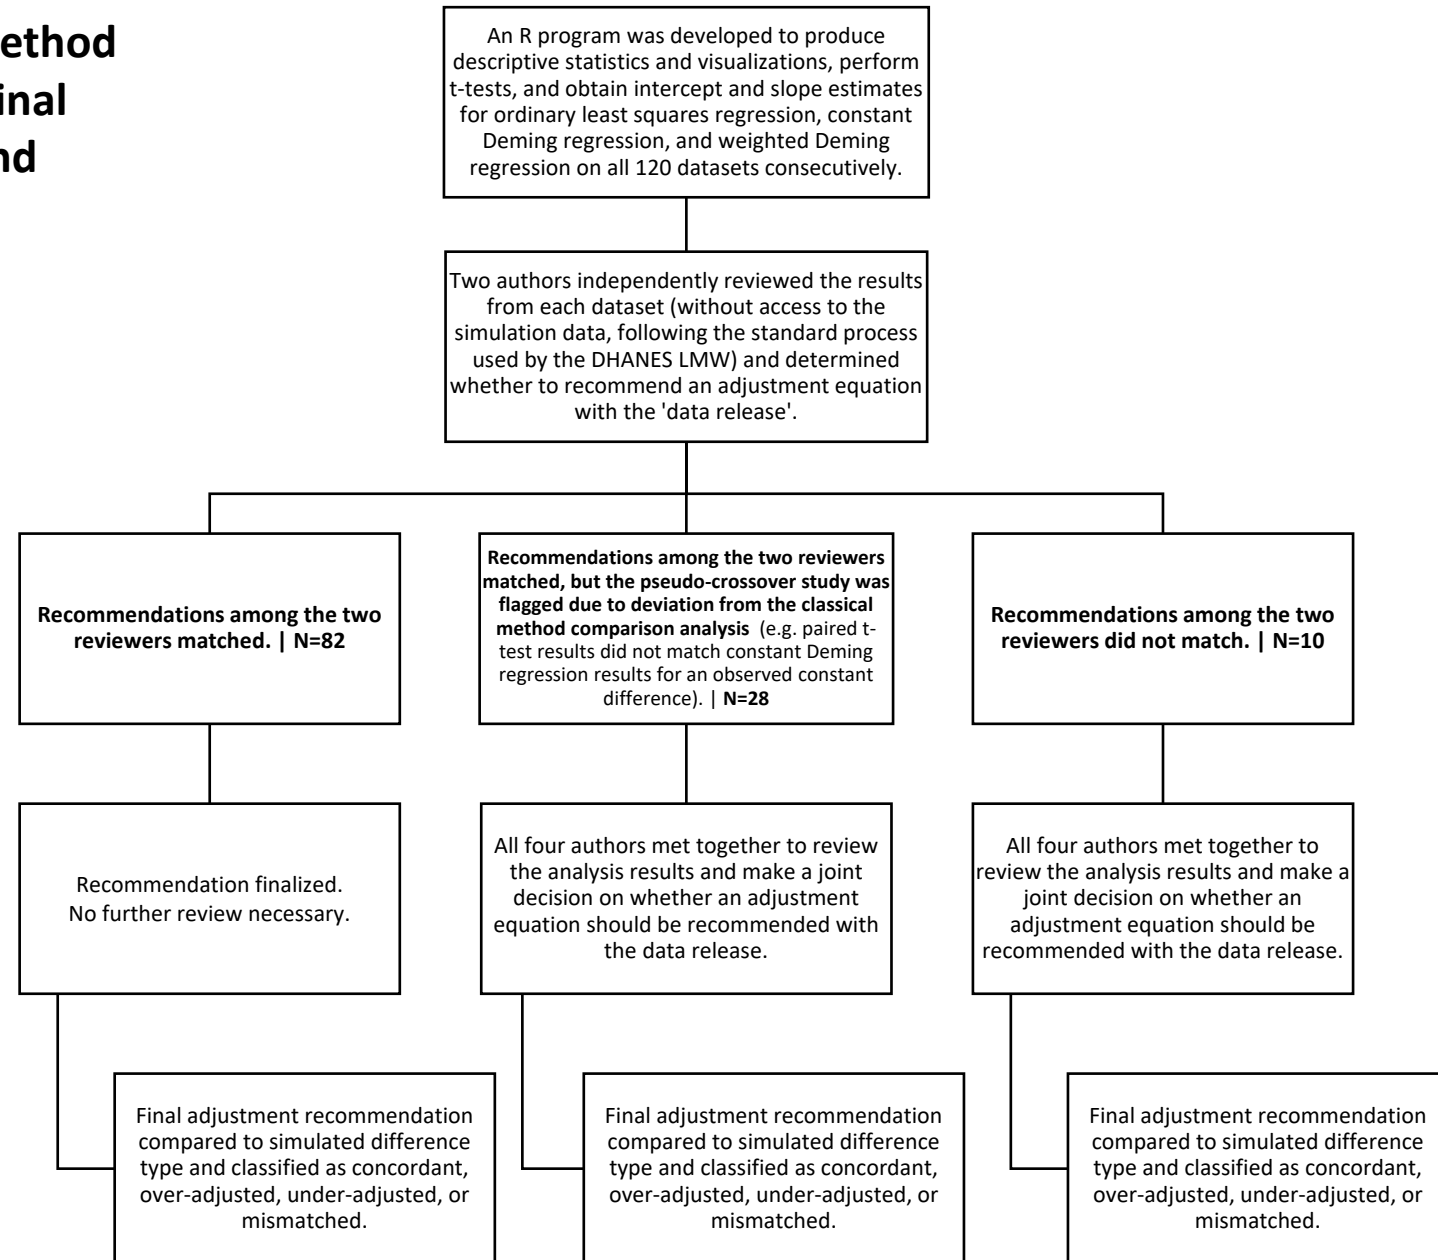 ethod
inal
nd
An R program was developed to produce
descriptive statistics and visualizations, perform
t-tests, and obtain intercept and slope estimates
for ordinary least squares regression, constant
Deming regression, and weighted Deming
regression on all 120 datasets consecutively.
Two authors independently reviewed the results
from each dataset (without access to the
simulation data, following the standard process
used by the DHANES LMW) and determined
whether to recommend an adjustment equation
with the 'data release'.
Recommendations among the two
reviewers matched. | N=82
Recommendations among the two reviewers
matched, but the pseudo-crossover study was
flagged due to deviation from the classical
method comparison analysis (e.g. paired t-
test results did not match constant Deming
regression results for an observed constant
difference). | N=28
Recommendations among the two
reviewers did not match. | N=10
Recommendation finalized.
No further review necessary.
All four authors met together to review
the analysis results and make a joint
decision on whether an adjustment
equation should be recommended with
the data release.
All four authors met together to
review the analysis results and make a
joint decision on whether an
adjustment equation should be
recommended with the data release.
Final adjustment recommendation
compared to simulated difference
type and classified as concordant,
over-adjusted, under-adjusted, or
mismatched.
Final adjustment recommendation
compared to simulated difference
type and classified as concordant,
over-adjusted, under-adjusted, or
mismatched.
Final adjustment recommendation
compared to simulated difference
type and classified as concordant,
over-adjusted, under-adjusted, or
mismatched.